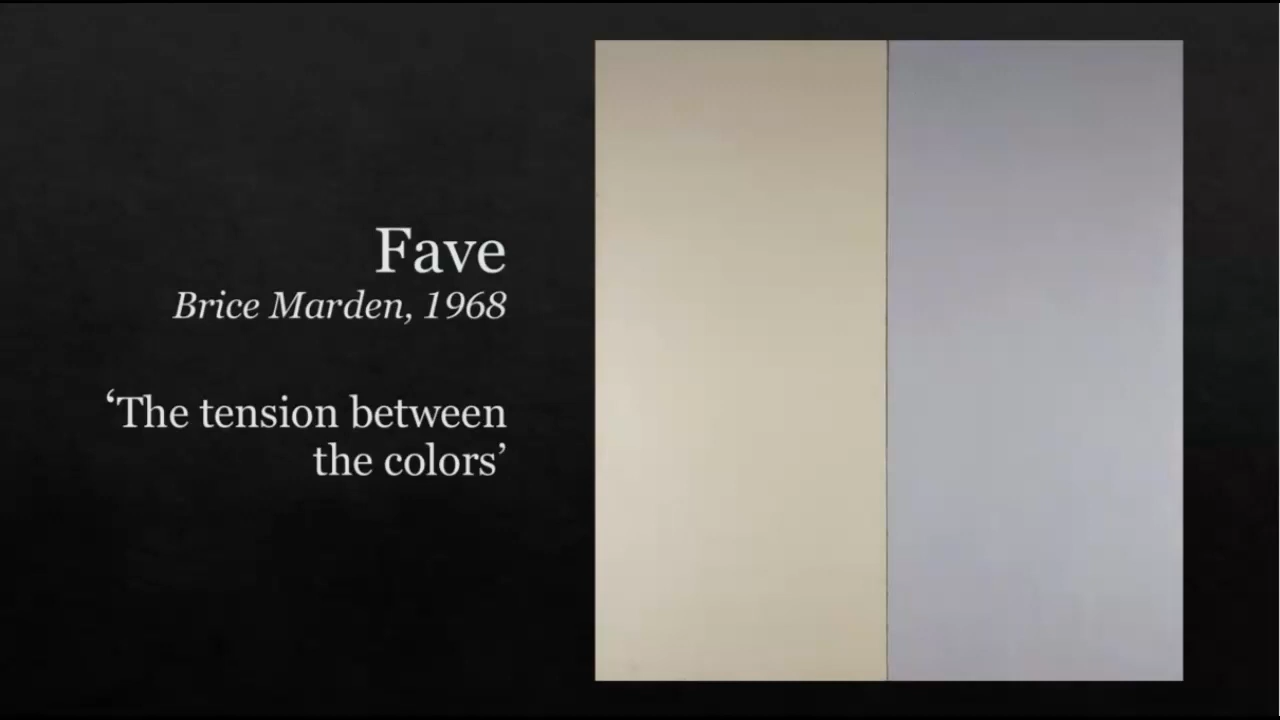 Fave
Brice Marden, 1968
‘The tension between
the colors’